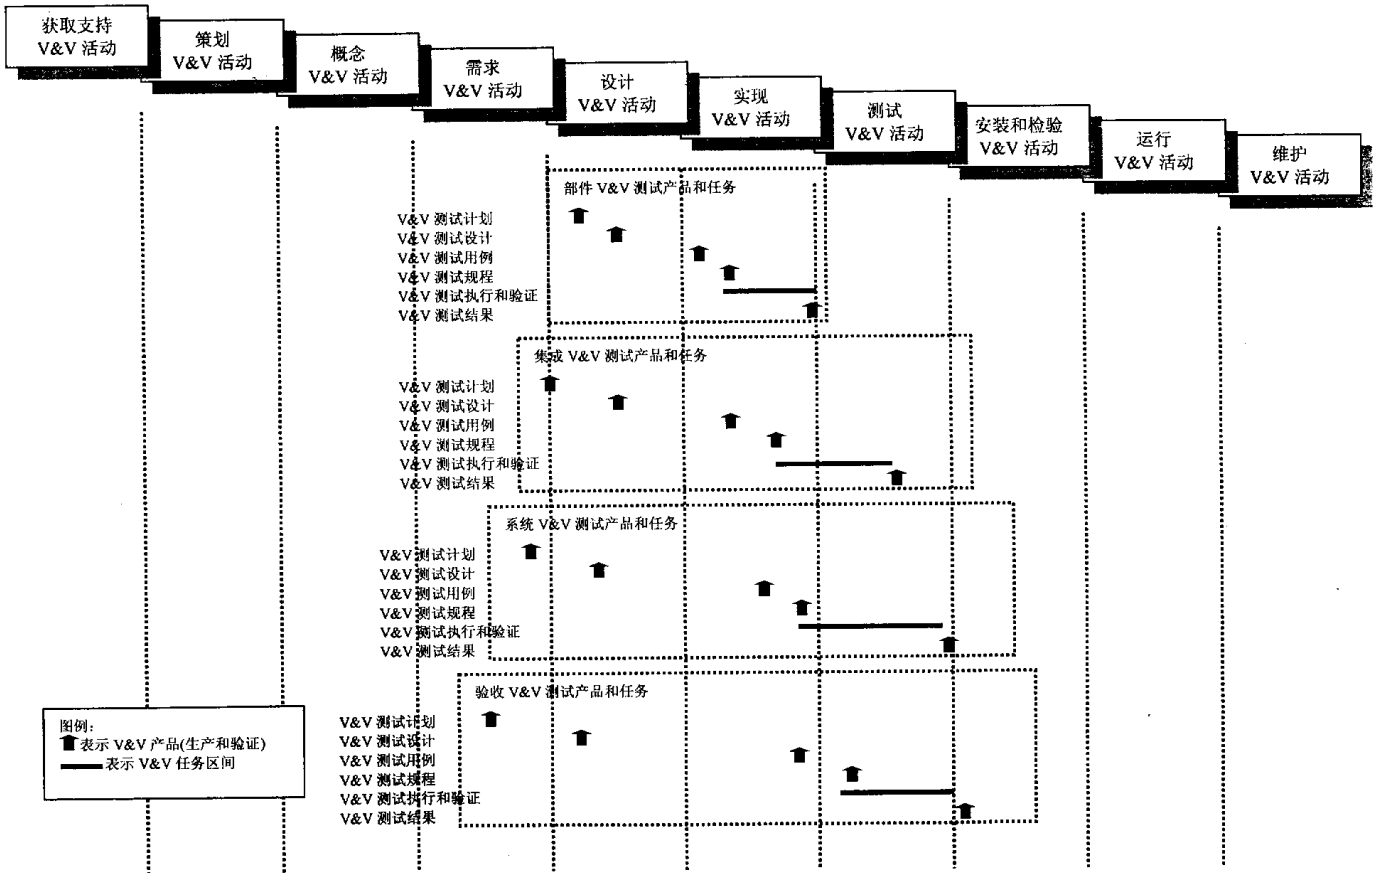 获取支持
V&V 活动
策划
V&V 活动
概念
V&V 活动
需求
V&V 活动
设计
V&V 活动
实现
V&V 活动
测试
V&V 活动
安装和检验
V&V 活动
运行
V&V 活动
维护
V&V 活动
部件 V&V 测试产品和任务
V&V 测试计划
V&V 测试设计
V&V 测试用例
V&V 测试规程
V&V 测试执行和验证
V&V 测试结果
集成 V&V 测试产品和任务
V&V 测试计划
V&V 测试设计
V&V 测试用例
V&V 测试规程
V&V 测试执行和验证
V&V 测试结果
系统 V&V 测试产品和任务
V&V 测试计划
V&V 测试设计
V&V 测试用例
V&V 测试规程
V&V 测试执行和验证
V&V 测试结果
验收 V&V 测试产品和任务
V&V 测试计划
V&V 测试设计
V&V 测试用例
V&V 测试规程
V&V 测试执行和验证
V&V 测试结果
图例:
表示 V&V 产品(生产和验证)
表示 V&V 任务区间